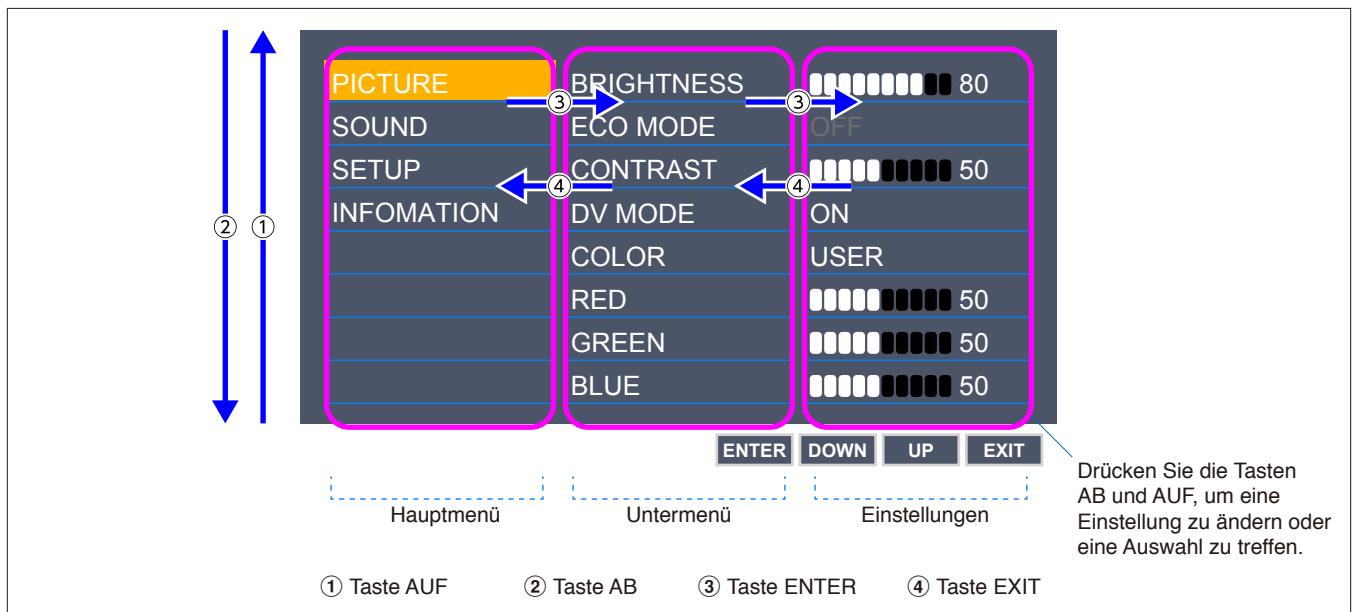 PICTURE BRIGHTNESS 80
SOUND ECO MODE OFF
SETUP CONTRAST 50
INFOMATION DV MODE ON
COLOR USER
RED 50
GREEN 50
BLUE 50
③ ③
④ ④
② ①
ENTER DOWN UP EXIT
Hauptmenü Untermenü Einstellungen
Drücken Sie die Tasten
AB und AUF, um eine
Einstellung zu ändern oder
eine Auswahl zu treffen.
① Taste AUF ② Taste AB ③ Taste ENTER ④ Taste EXIT